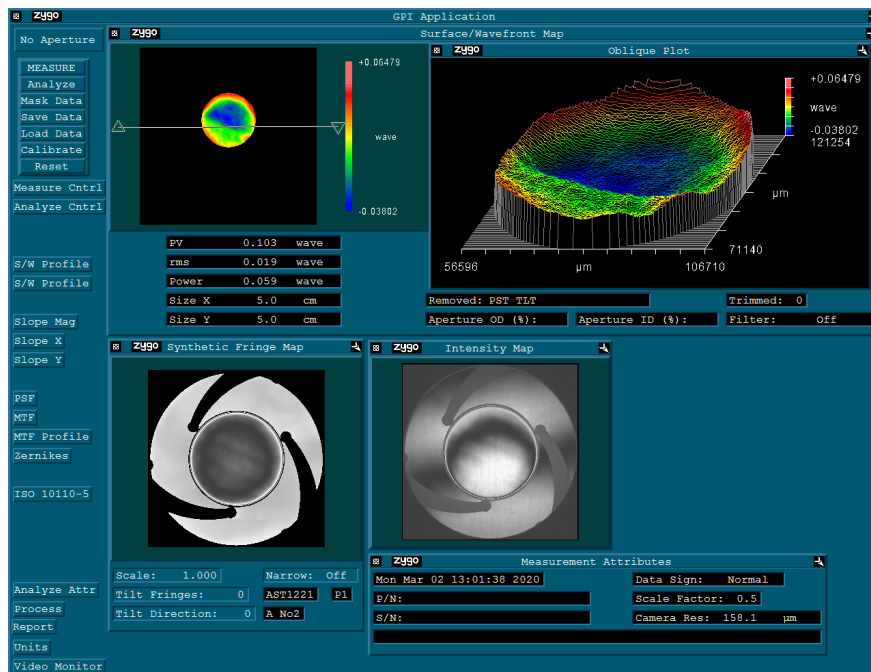 zygo GPI Application
No Aperture
MEASURE
Analyze
Mask Data
Save Data
Load Data
Calibrate
Reset
Measure Cntrl
Analyze Cntrl
S/W Profile
S/W Profile
Slope Mag
Slope X
Slope Y
PSF
MTF
MTF Profile
Zernikes
ISO 10110-5
Analyze Attr
Process
Report
Units
Video Monitor
zygo Surface/Wavefront Map
+0.06479
wave
-0.03802
PV 0.103 wave
rms 0.019 wave
Power 0.059 wave
Size X 5.0 cm
Size Y 5.0 cm
zygo Oblique Plot
+0.06479
wave
-0.03802
121254
µm
71140
56596 µm 106710
Removed: PST TLT Trimmed: 0
Aperture OD (%): Aperture ID (%): Filter: Off
zygo Synthetic Fringe Map
Scale: 1.000 Narrow: Off
Tilt Fringes: 0 AST1221 P1
Tilt Direction: 0 A No2
zygo Intensity Map
zygo Measurement Attributes
Mon Mar 02 13:01:38 2020 Data Sign: Normal
P/N: Scale Factor: 0.5
S/N: Camera Res: 158.1 µm